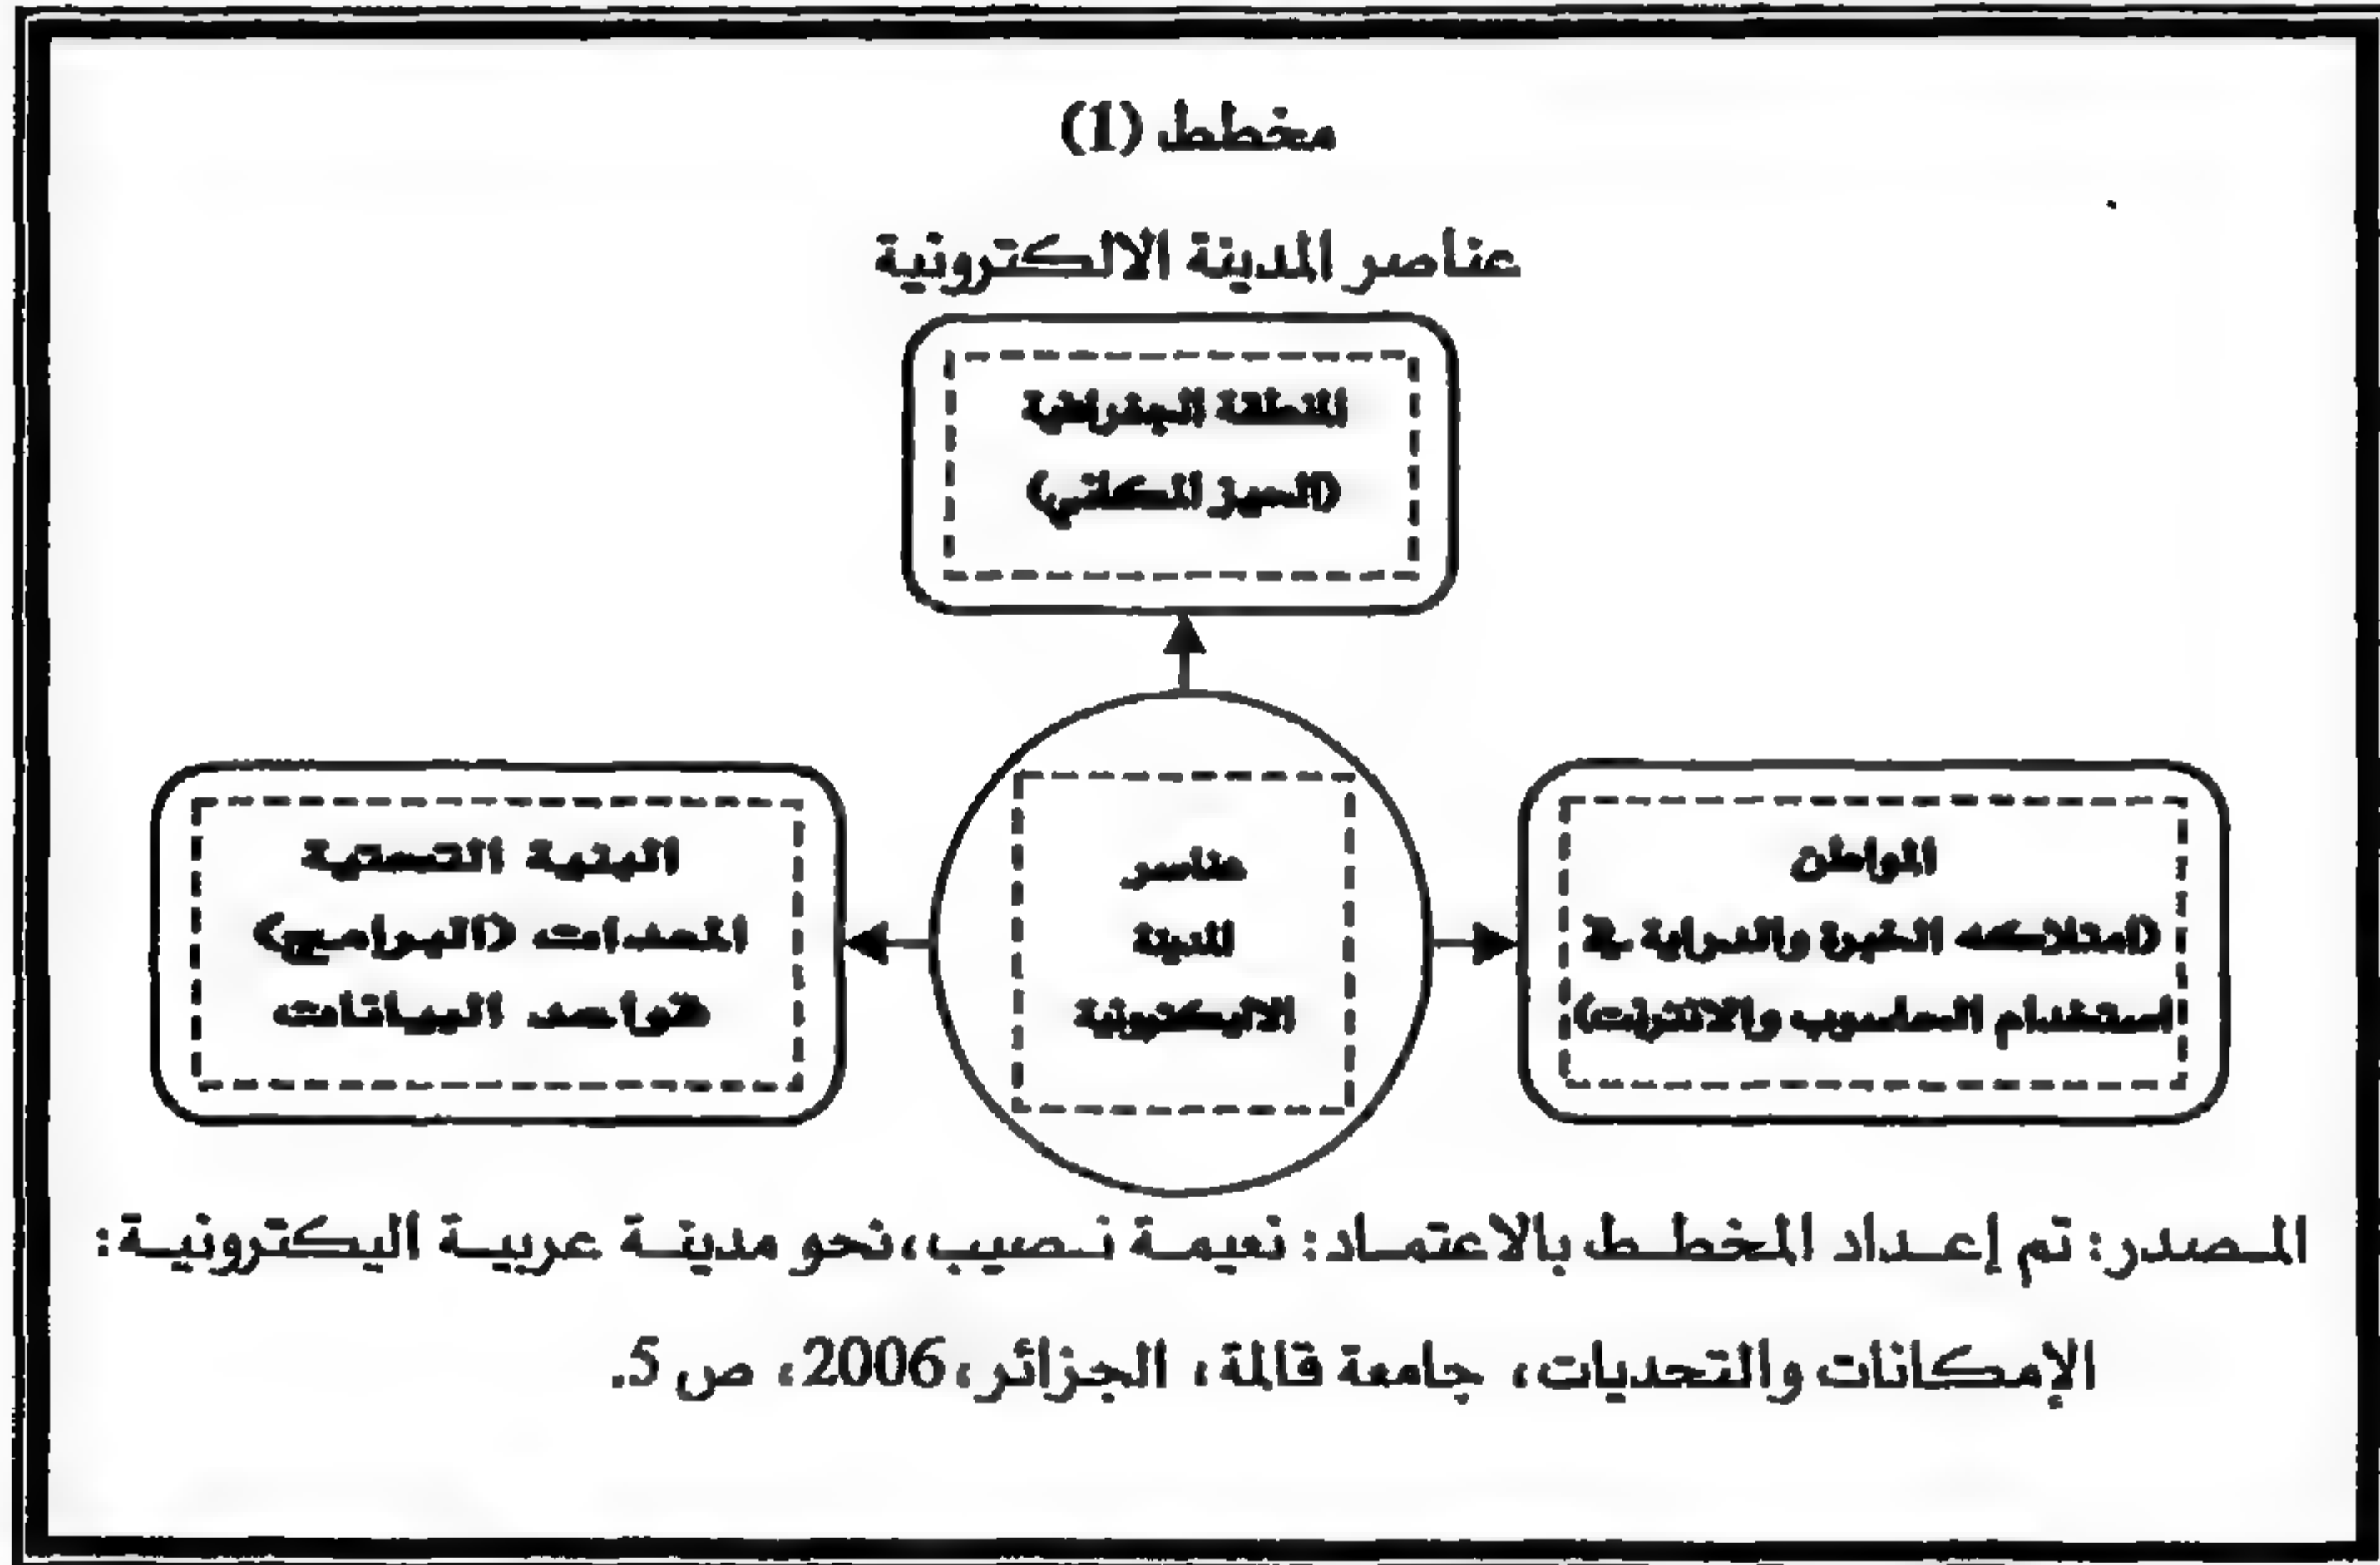 مخطط (1)
عناصر المدينة الالكترونية
المنطقة الجغرافية
(الحيز المكاني)
المواطن
(امتلاكه الخبرة والدراية في
استخدام الحاسوب والانترنت)
عناصر
المدينة
الاليكترونية
البنية التحتية
المعدات (البرامج)
قواعد البيانات
المصدر: تم إعداد المخطط بالاعتماد: نعيمة نصيب، نحو مدينة عربية اليكترونية:
الإمكانات والتحديات، جامعة قالمة، الجزائر، 2006، ص 5.